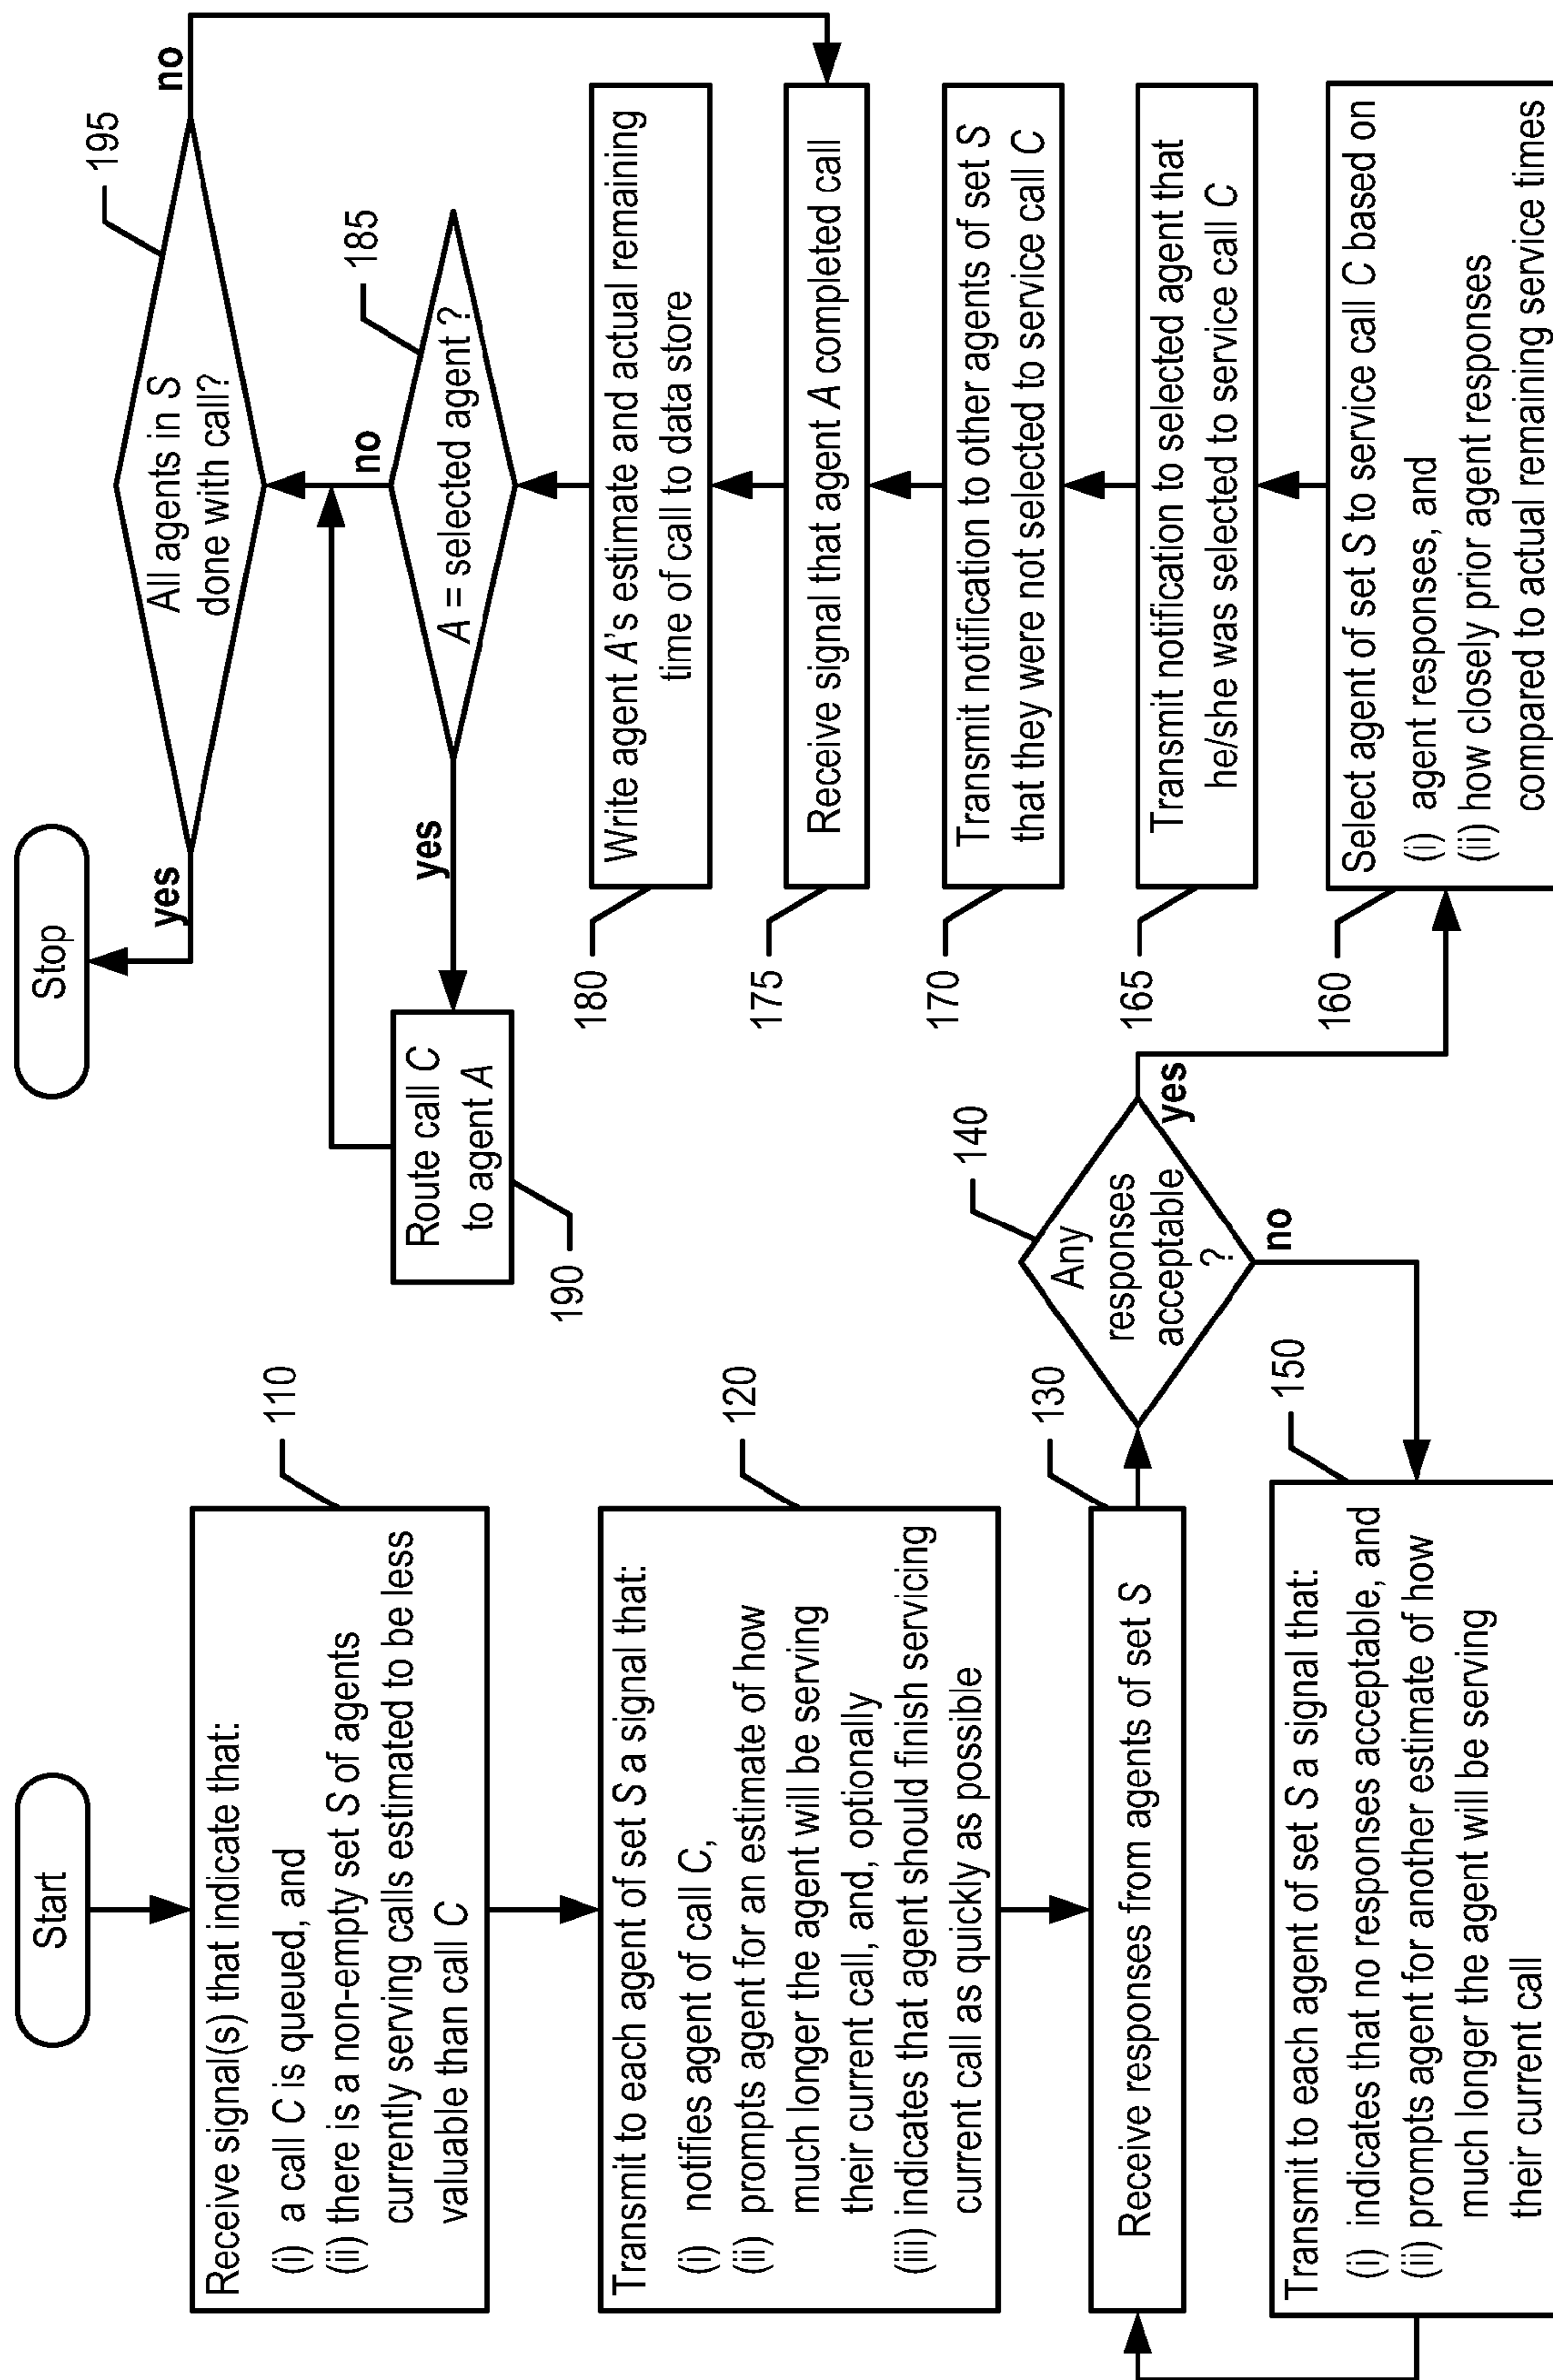 Start
110
Receive signal(s) that indicate that:
(i) a call C is queued, and
(ii) there is a non-empty set S of agents
currently serving calls estimated to be less
valuable than call C
120
Transmit to each agent of set S a signal that:
(i) notifies agent of call C,
(ii) prompts agent for an estimate of how
much longer the agent will be serving
their current call, and, optionally
(iii) indicates that agent should finish servicing
current call as quickly as possible
130
Receive responses from agents of set S
140
Any
responses
acceptable
?
yes
no
150
Transmit to each agent of set S a signal that:
(i) indicates that no responses acceptable, and
(ii) prompts agent for another estimate of how
much longer the agent will be serving
their current call
160
Select agent of set S to service call C based on
(i) agent responses, and
(ii) how closely prior agent responses
compared to actual remaining service times
165
Transmit notification to selected agent that
he/she was selected to service call C
170
Transmit notification to other agents of set S
that they were not selected to service call C
175
Receive signal that agent A completed call
180
Write agent A's estimate and actual remaining
time of call to data store
185
A = selected agent ?
yes
no
190
Route call C
to agent A
195
All agents in S
done with call?
yes
no
Stop